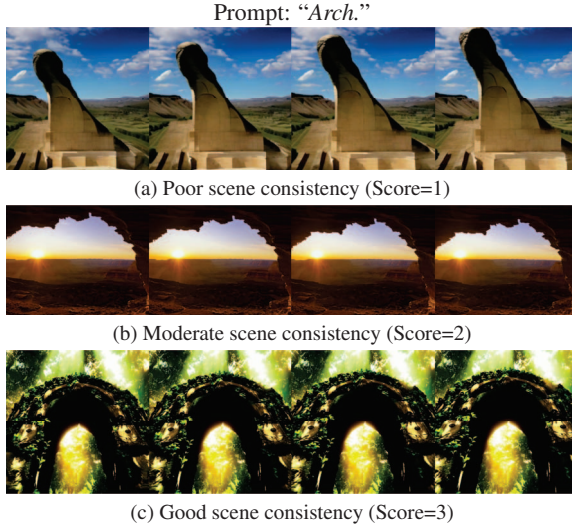 Prompt: “Arch.”
(a) Poor scene consistency (Score=1)
(b) Moderate scene consistency (Score=2)
(c) Good scene consistency (Score=3)